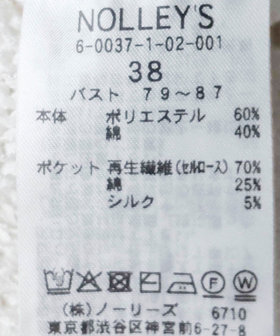 NOLLEY'S
6-0037-1-02-001
38
バスト 79~87
本体 ポリエステル 60%
綿 40%
ポケット 再生繊維(セルロース) 70%
綿 25%
シルク 5%
F W
(株)ノーリーズ 6710
東京都渋谷区神宮前6-27-8